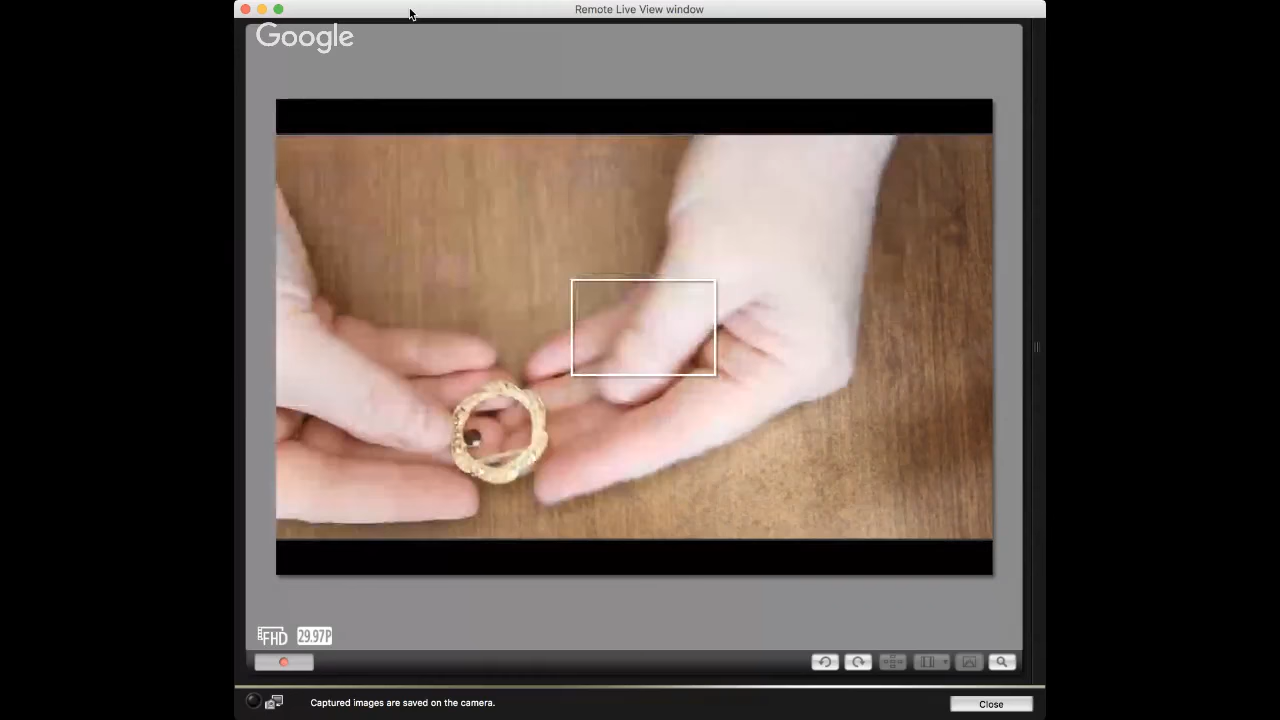 Remote Live View window
Google
FHD 29.97P
Captured images are saved on the camera.
Close